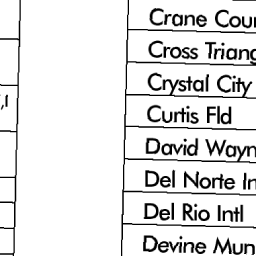 Crane Cour
Cross Triang
Crystal City
Curtis Fld
David Wayn
Del Norte In
Del Rio Intl
Devine Mun